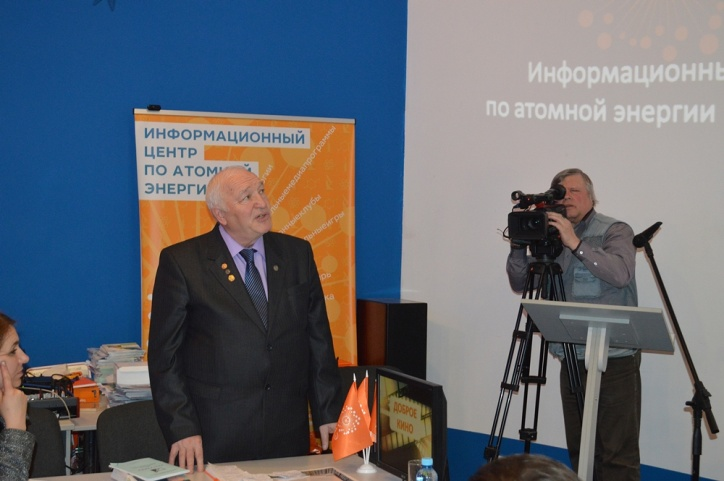 ИНФОРМАЦИОННЫЙ
ЦЕНТР
ПО АТОМНОЙ
ЭНЕРГИИ
Информационны
по атомной энергии
ДОБРОЕ
КИНО